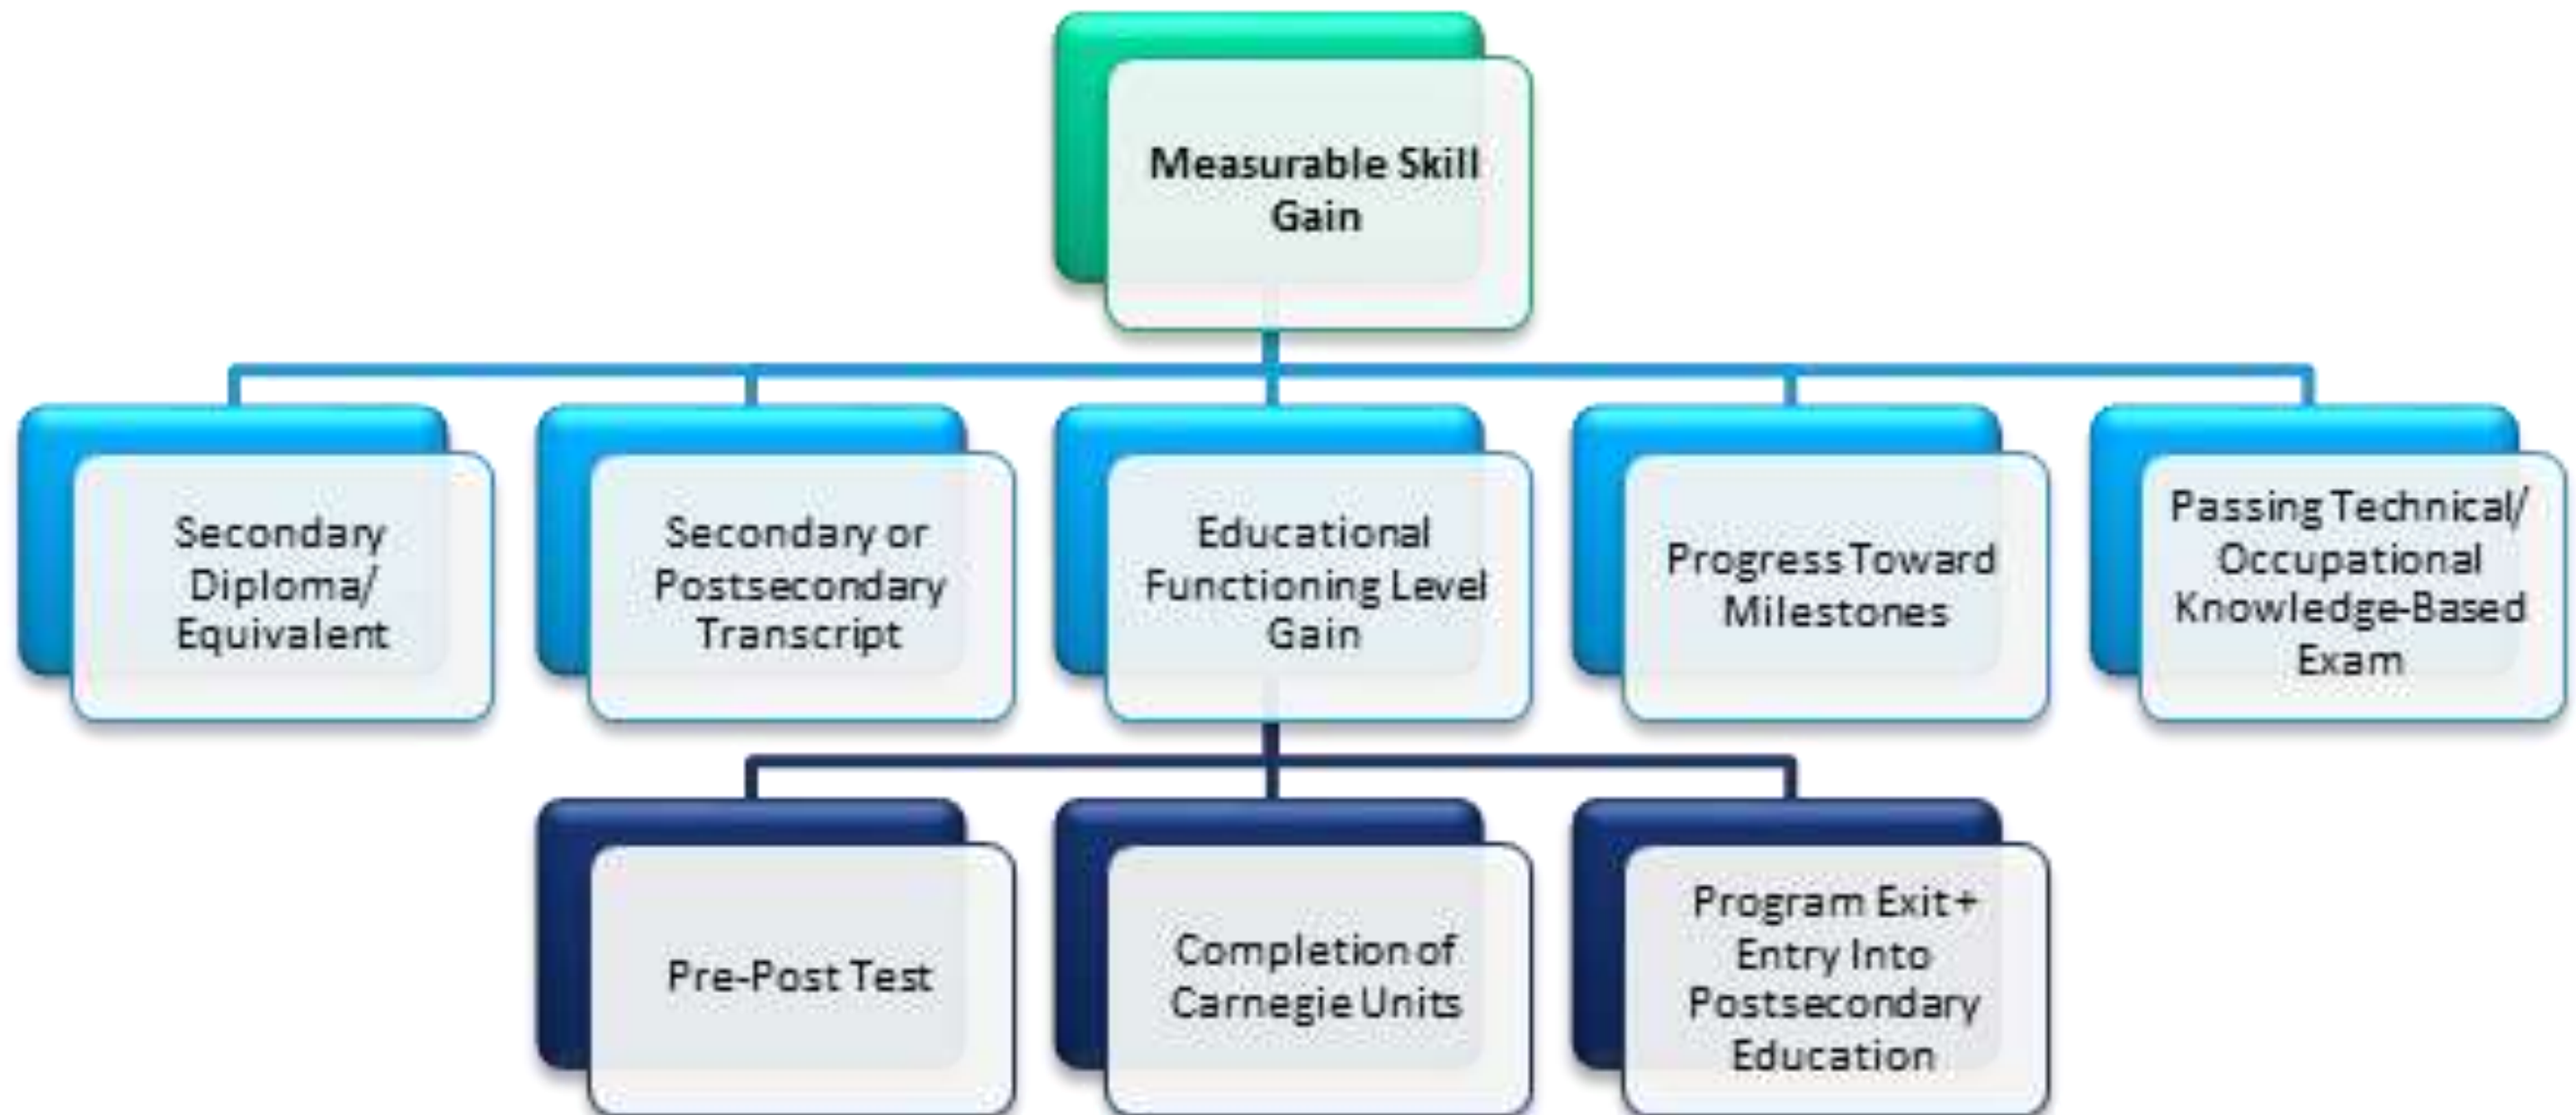 Measurable Skill
Gain
Secondary
Diploma/
Equivalent
Secondary or
Postsecondary
Transcript
Educational
Functioning Level
Gain
Progress Toward
Milestones
Passing Technical/
Occupational
Knowledge-Based
Exam
Pre-Post Test
Completion of
Carnegie Units
Program Exit +
Entry Into
Postsecondary
Education